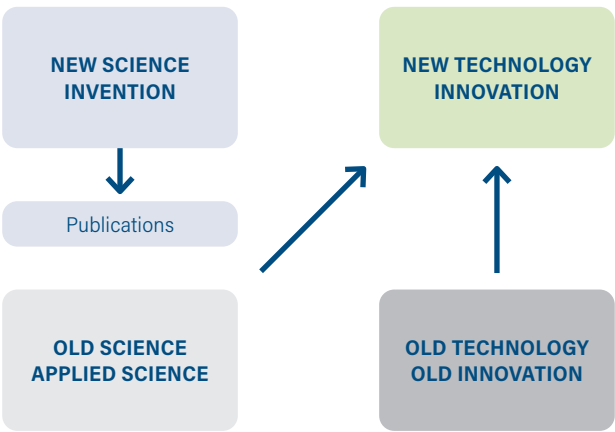 NEW SCIENCE
INVENTION
NEW TECHNOLOGY
INNOVATION
Publications
OLD SCIENCE
APPLIED SCIENCE
OLD TECHNOLOGY
OLD INNOVATION